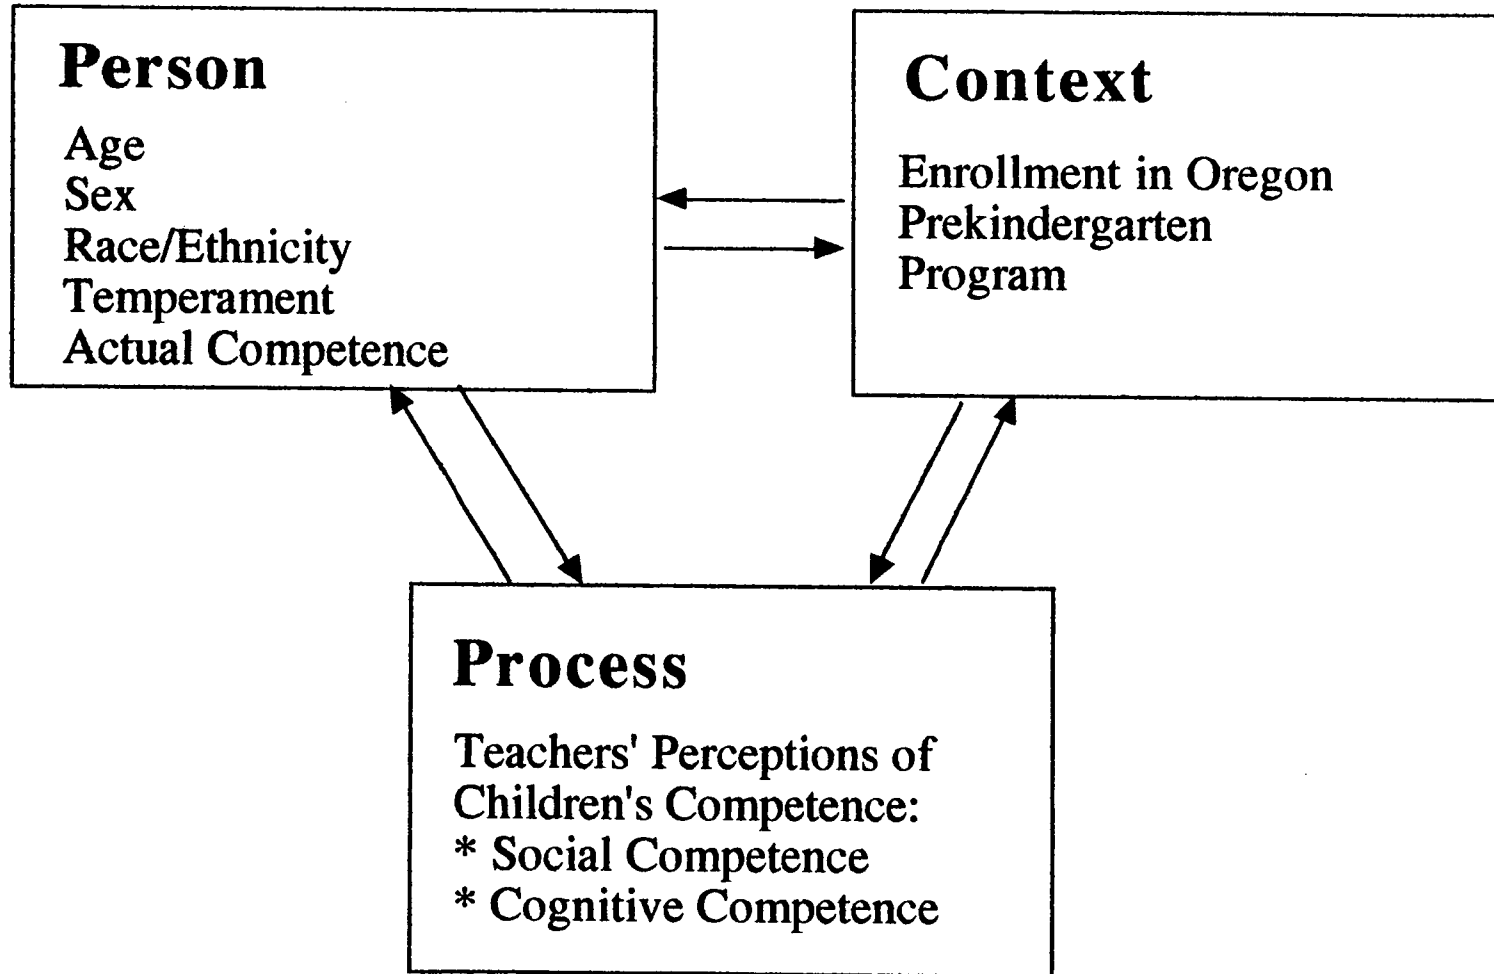 Person
Age
Sex
Race/Ethnicity
Temperament
Actual Competence
Context
Enrollment in Oregon
Prekindergarten
Program
Process
Teachers' Perceptions of
Children's Competence:
* Social Competence
* Cognitive Competence